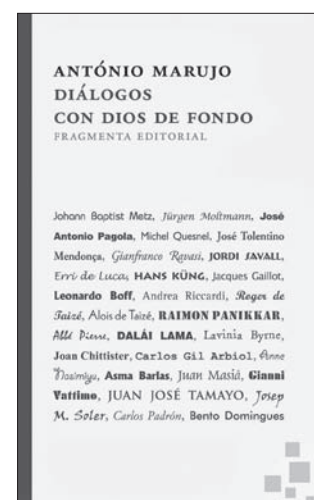 ANTÓNIO MARUJO
DIÁLOGOS
CON DIOS DE FONDO
FRAGMENTA EDITORIAL
Johann Baptist Metz, Jürgen Moltmann, José
Antonio Pagola, Michel Quesnel, José Tolentino
Mendonça, Gianfranco Ravasi, JORDI SAVALL,
Erri de Luca, HANS KÜNG, Jacques Gaillot,
Leonardo Boff, Andrea Riccardi, Roger de
Taizé, Alois de Taizé, RAIMON PANIKKAR,
Abbé Pierre, DALÁI LAMA, Lavinia Byrne,
Joan Chittister, Carlos Gil Arbiol, Anne
Nasimiyu, Asma Barlas, Juan Masiá, Gianni
Vattimo, JUAN JOSÉ TAMAYO, Josep
M. Soler, Carlos Padrón, Bento Domingues